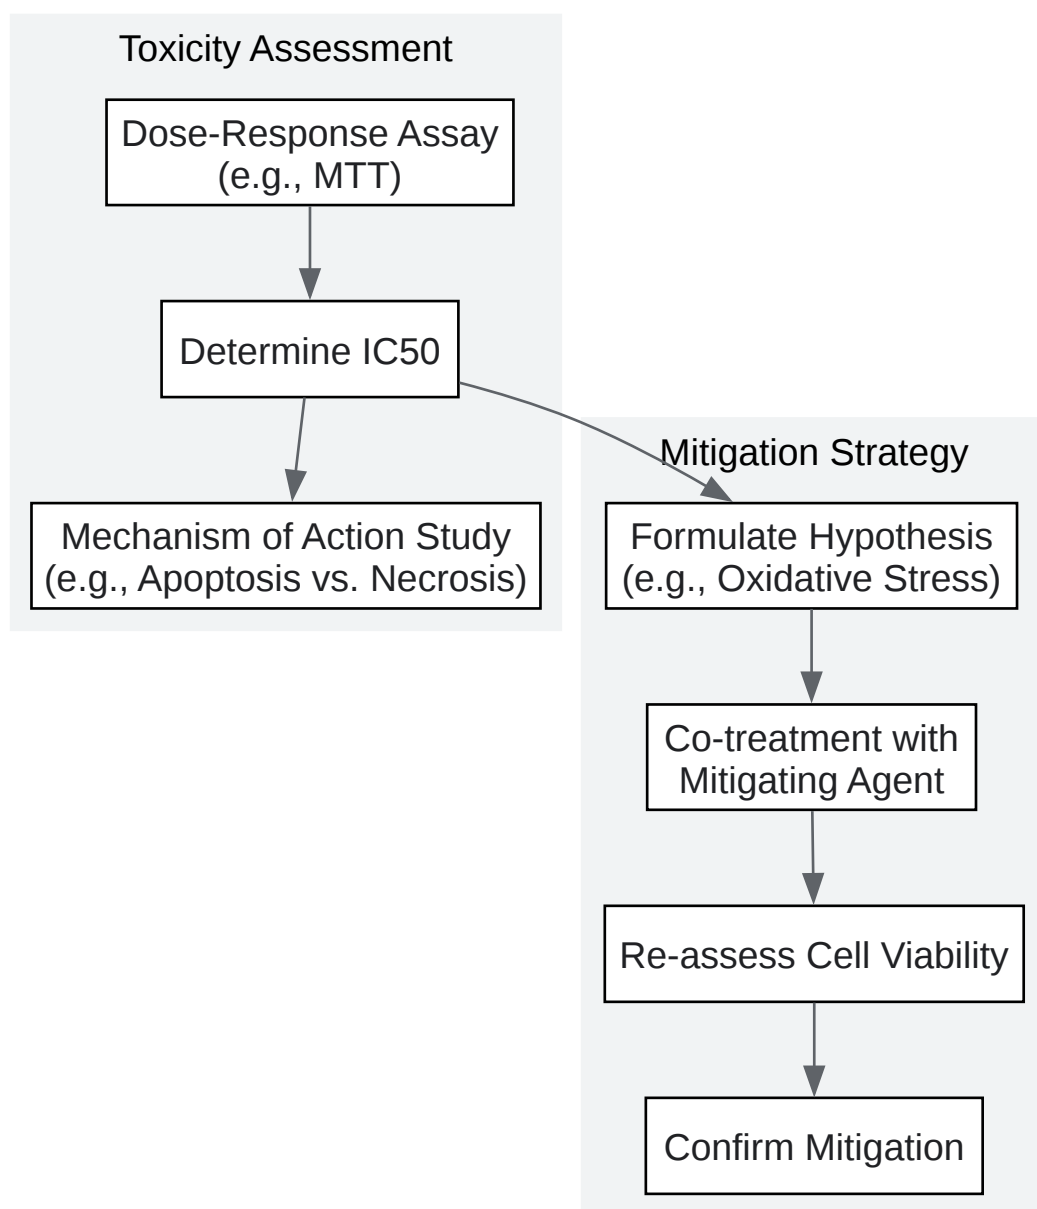 Toxicity Assessment
Dose-Response Assay
(e.g., MTT)
Determine IC50
Mechanism of Action Study
(e.g., Apoptosis vs. Necrosis)
Mitigation Strategy
Formulate Hypothesis
(e.g., Oxidative Stress)
Co-treatment with
Mitigating Agent
Re-assess Cell Viability
Confirm Mitigation